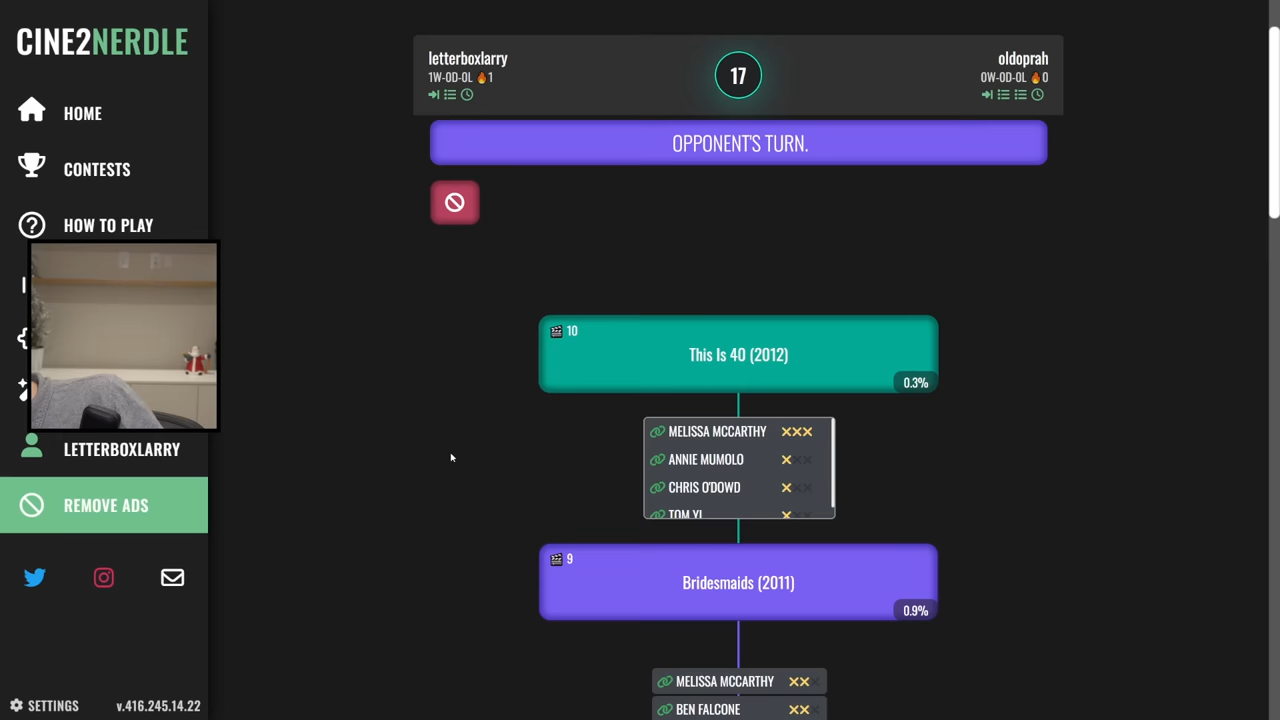 CINE2NERDLE
HOME
CONTESTS
HOW TO PLAY
LETTERBOXLARRY
REMOVE ADS
SETTINGS
v.416.245.14.22
letterboxlarry
1W-0D-0L 🔥1
17
oldoprah
0W-0D-0L 🔥0
OPPONENT'S TURN.
10
This Is 40 (2012)
0.3%
MELISSA MCCARTHY
ANNIE MUMOLO
CHRIS O'DOWD
TOM YI
9
Bridesmaids (2011)
0.9%
MELISSA MCCARTHY
BEN FALCONE